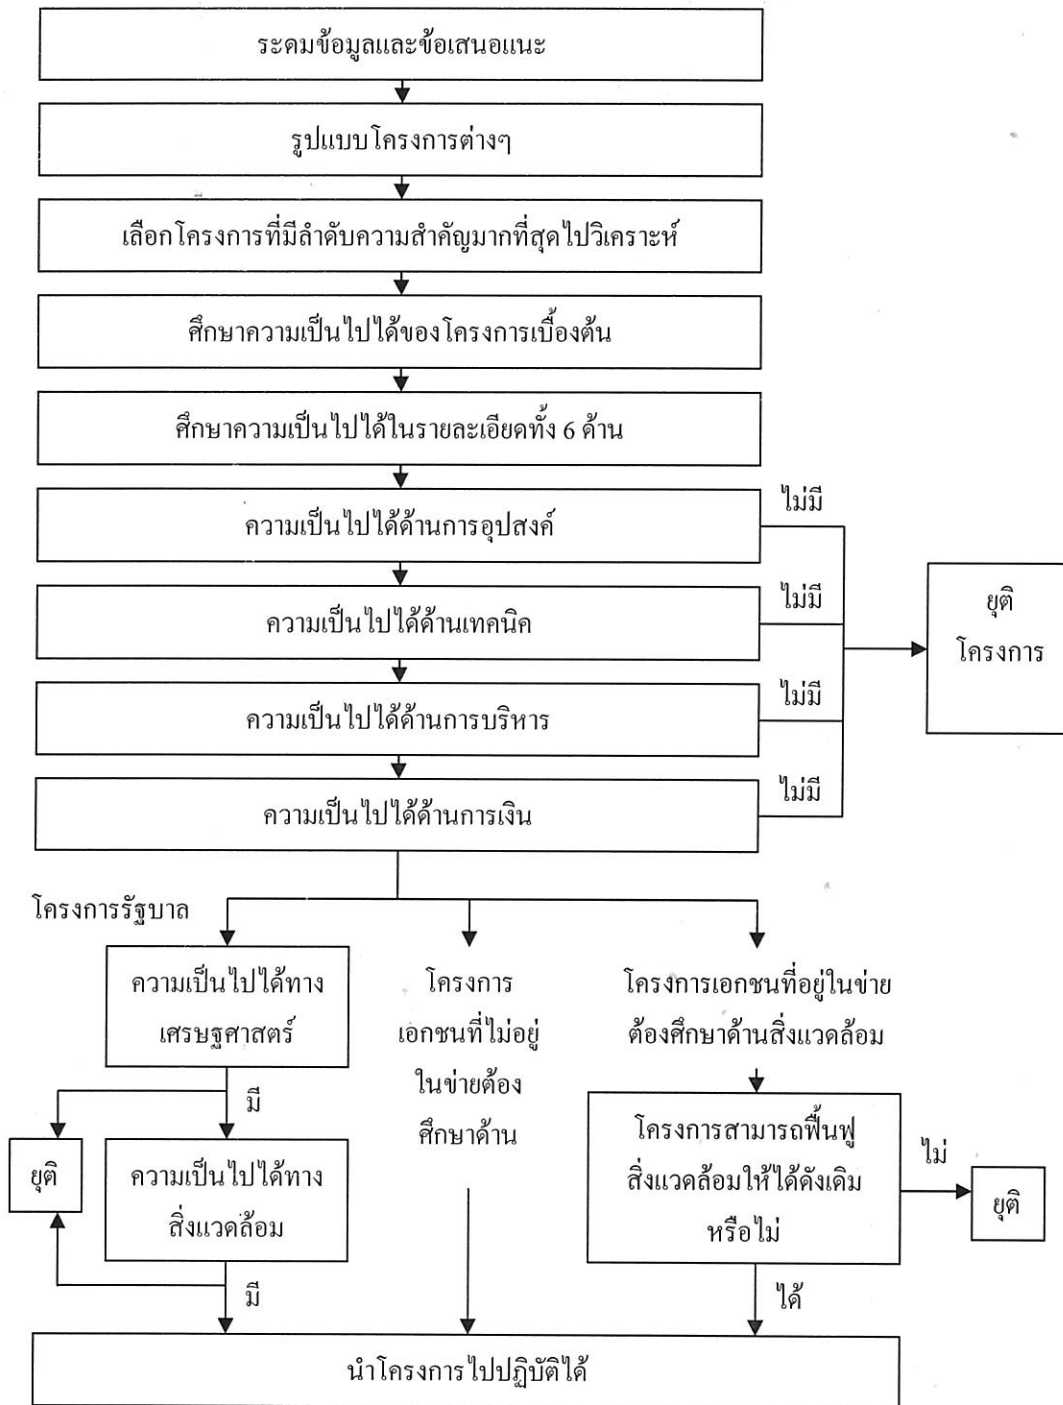 ระดมข้อมูลและข้อเสนอแนะ
รูปแบบโครงการต่างๆ
เลือกโครงการที่มีลำดับความสำคัญมากที่สุดไปวิเคราะห์
ศึกษาความเป็นไปได้ของโครงการเบื้องต้น
ศึกษาความเป็นไปได้ในรายละเอียดทั้ง 6 ด้าน
ความเป็นไปได้ด้านการอุปสงค์
ไม่มี
ความเป็นไปได้ด้านเทคนิค
ไม่มี
ความเป็นไปได้ด้านการบริหาร
ไม่มี
ความเป็นไปได้ด้านการเงิน
ไม่มี
ยุติ
โครงการ
โครงการรัฐบาล
ความเป็นไปได้ทาง
เศรษฐศาสตร์
มี
ยุติ
ความเป็นไปได้ทาง
สิ่งแวดล้อม
มี
โครงการ
เอกชนที่ไม่อยู่
ในข่ายต้อง
ศึกษาด้าน
โครงการเอกชนที่อยู่ในข่าย
ต้องศึกษาด้านสิ่งแวดล้อม
โครงการสามารถฟื้นฟู
สิ่งแวดล้อมให้ได้ดังเดิม
หรือไม่
ไม่
ยุติ
ได้
นำโครงการไปปฏิบัติได้